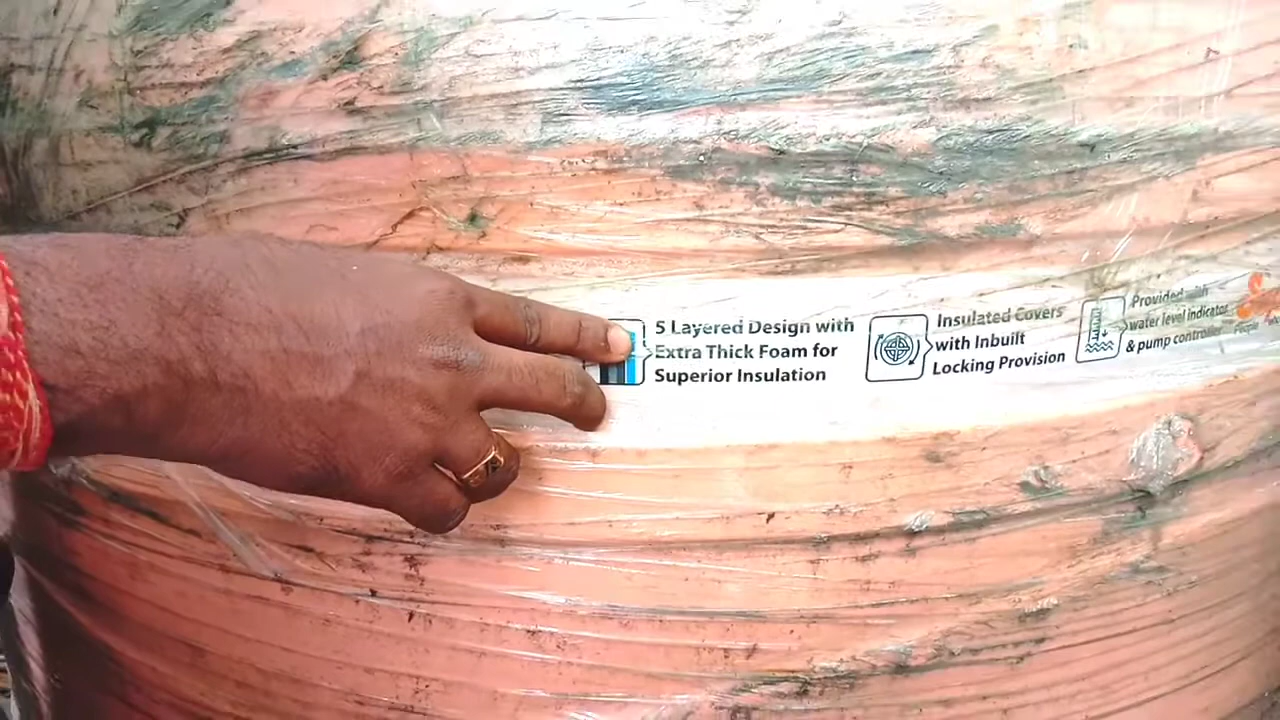 5 Layered Design with
Extra Thick Foam for
Superior Insulation
Insulated Covers
with Inbuilt
Locking Provision
Provided with
water level indicator
& pump controller